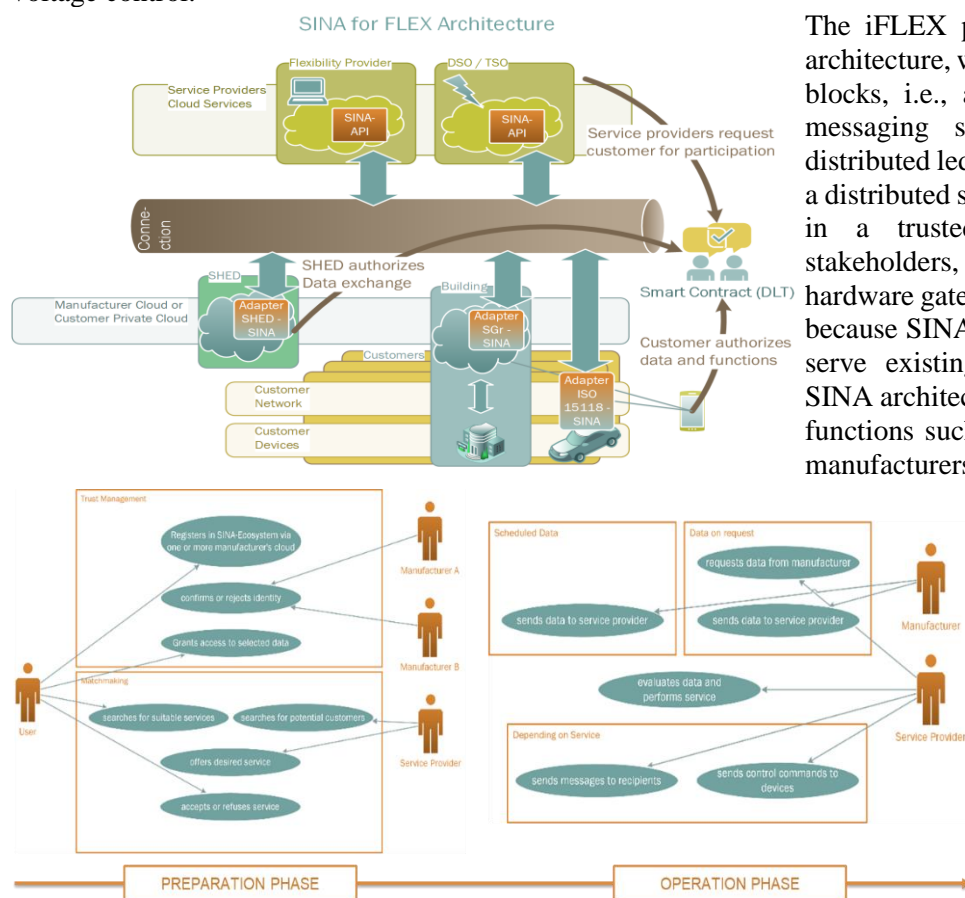 voltage control.
SINA for FLEX Architecture
Flexibility Provider
DSO / TSO
Service Providers
Cloud Services
SINA-
API
SINA-
API
Service providers request
customer for participation
Conne-
ction
SHED
SHED authorizes
Data exchange
Building
Smart Contract (DLT)
Manufacturer Cloud or
Customer Private Cloud
Adapter
SHED -
SINA
Adapter
SGr -
SINA
Customer authorizes
data and functions
Customers
Customer
Network
Adapter
ISO
15118 -
SINA
Customer
Devices
The iFLEX p
architecture, w
blocks, i.e., a
messaging s
distributed led
a distributed s
in a trusted
stakeholders,
hardware gate
because SINA
serve existing
SINA architec
functions such
manufacturers
Trust Management
Registers in SINA-Ecosystem via
one or more manufacturer's cloud
Manufacturer A
confirms or rejects identity
Grants access to selected data
Manufacturer B
User
Matchmaking
searches for suitable services
searches for potential customers
offers desired service
Service Provider
accepts or refuses service
Scheduled Data
Data on request
requests data from manufacturer
sends data to service provider
sends data to service provider
Manufacturer
evaluates data and
performs service
Service Provider
Depending on Service
sends messages to recipients
sends control commands to
devices
PREPARATION PHASE
OPERATION PHASE